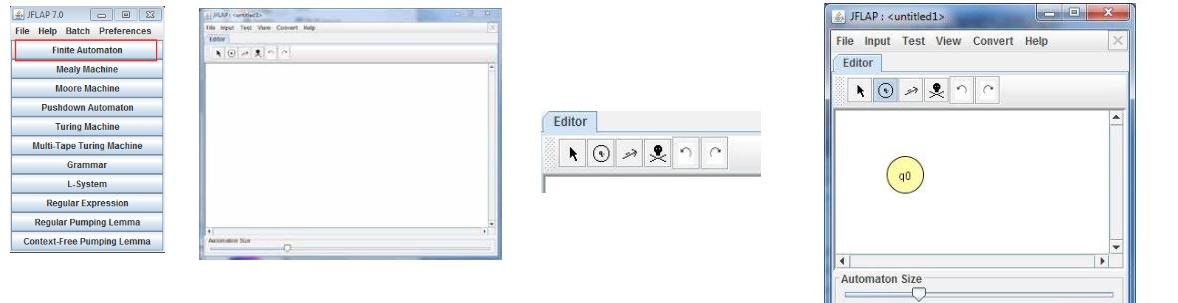 JFLAP 7.0
File Help Batch Preferences
Finite Automaton
Mealy Machine
Moore Machine
Pushdown Automaton
Turing Machine
Multi-Tape Turing Machine
Grammar
L-System
Regular Expression
Regular Pumping Lemma
Context-Free Pumping Lemma
JFLAP : <untitled1>
File Input Test View Convert Help
Editor
Automaton Size
Editor
JFLAP : <untitled1>
File Input Test View Convert Help
Editor
q0
Automaton Size